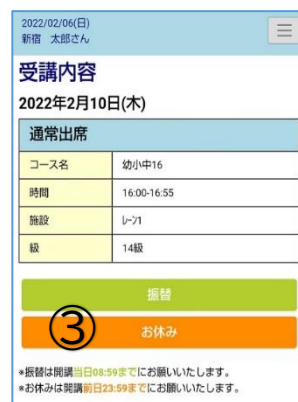 2022/02/06(日)
新宿 太郎さん
受講内容
2022年2月10日(木)
通常出席
コース名 幼小中16
時間 16:00-16:55
施設 ﾚｰﾝ1
級 14級
振替
③ お休み
*振替は開講当日08:59までにお願いいたします。
*お休みは開講前日23:59までにお願いいたします。